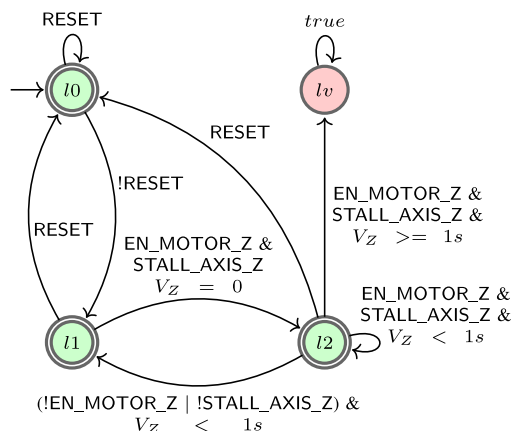 RESET
true
l0
lv
RESET
!RESET
EN_MOTOR_Z &
STALL_AXIS_Z &
V_Z >= 1s
RESET
EN_MOTOR_Z &
STALL_AXIS_Z
V_Z = 0
EN_MOTOR_Z &
STALL_AXIS_Z &
V_Z < 1s
l1
l2
(!EN_MOTOR_Z | !STALL_AXIS_Z) &
V_Z < 1s